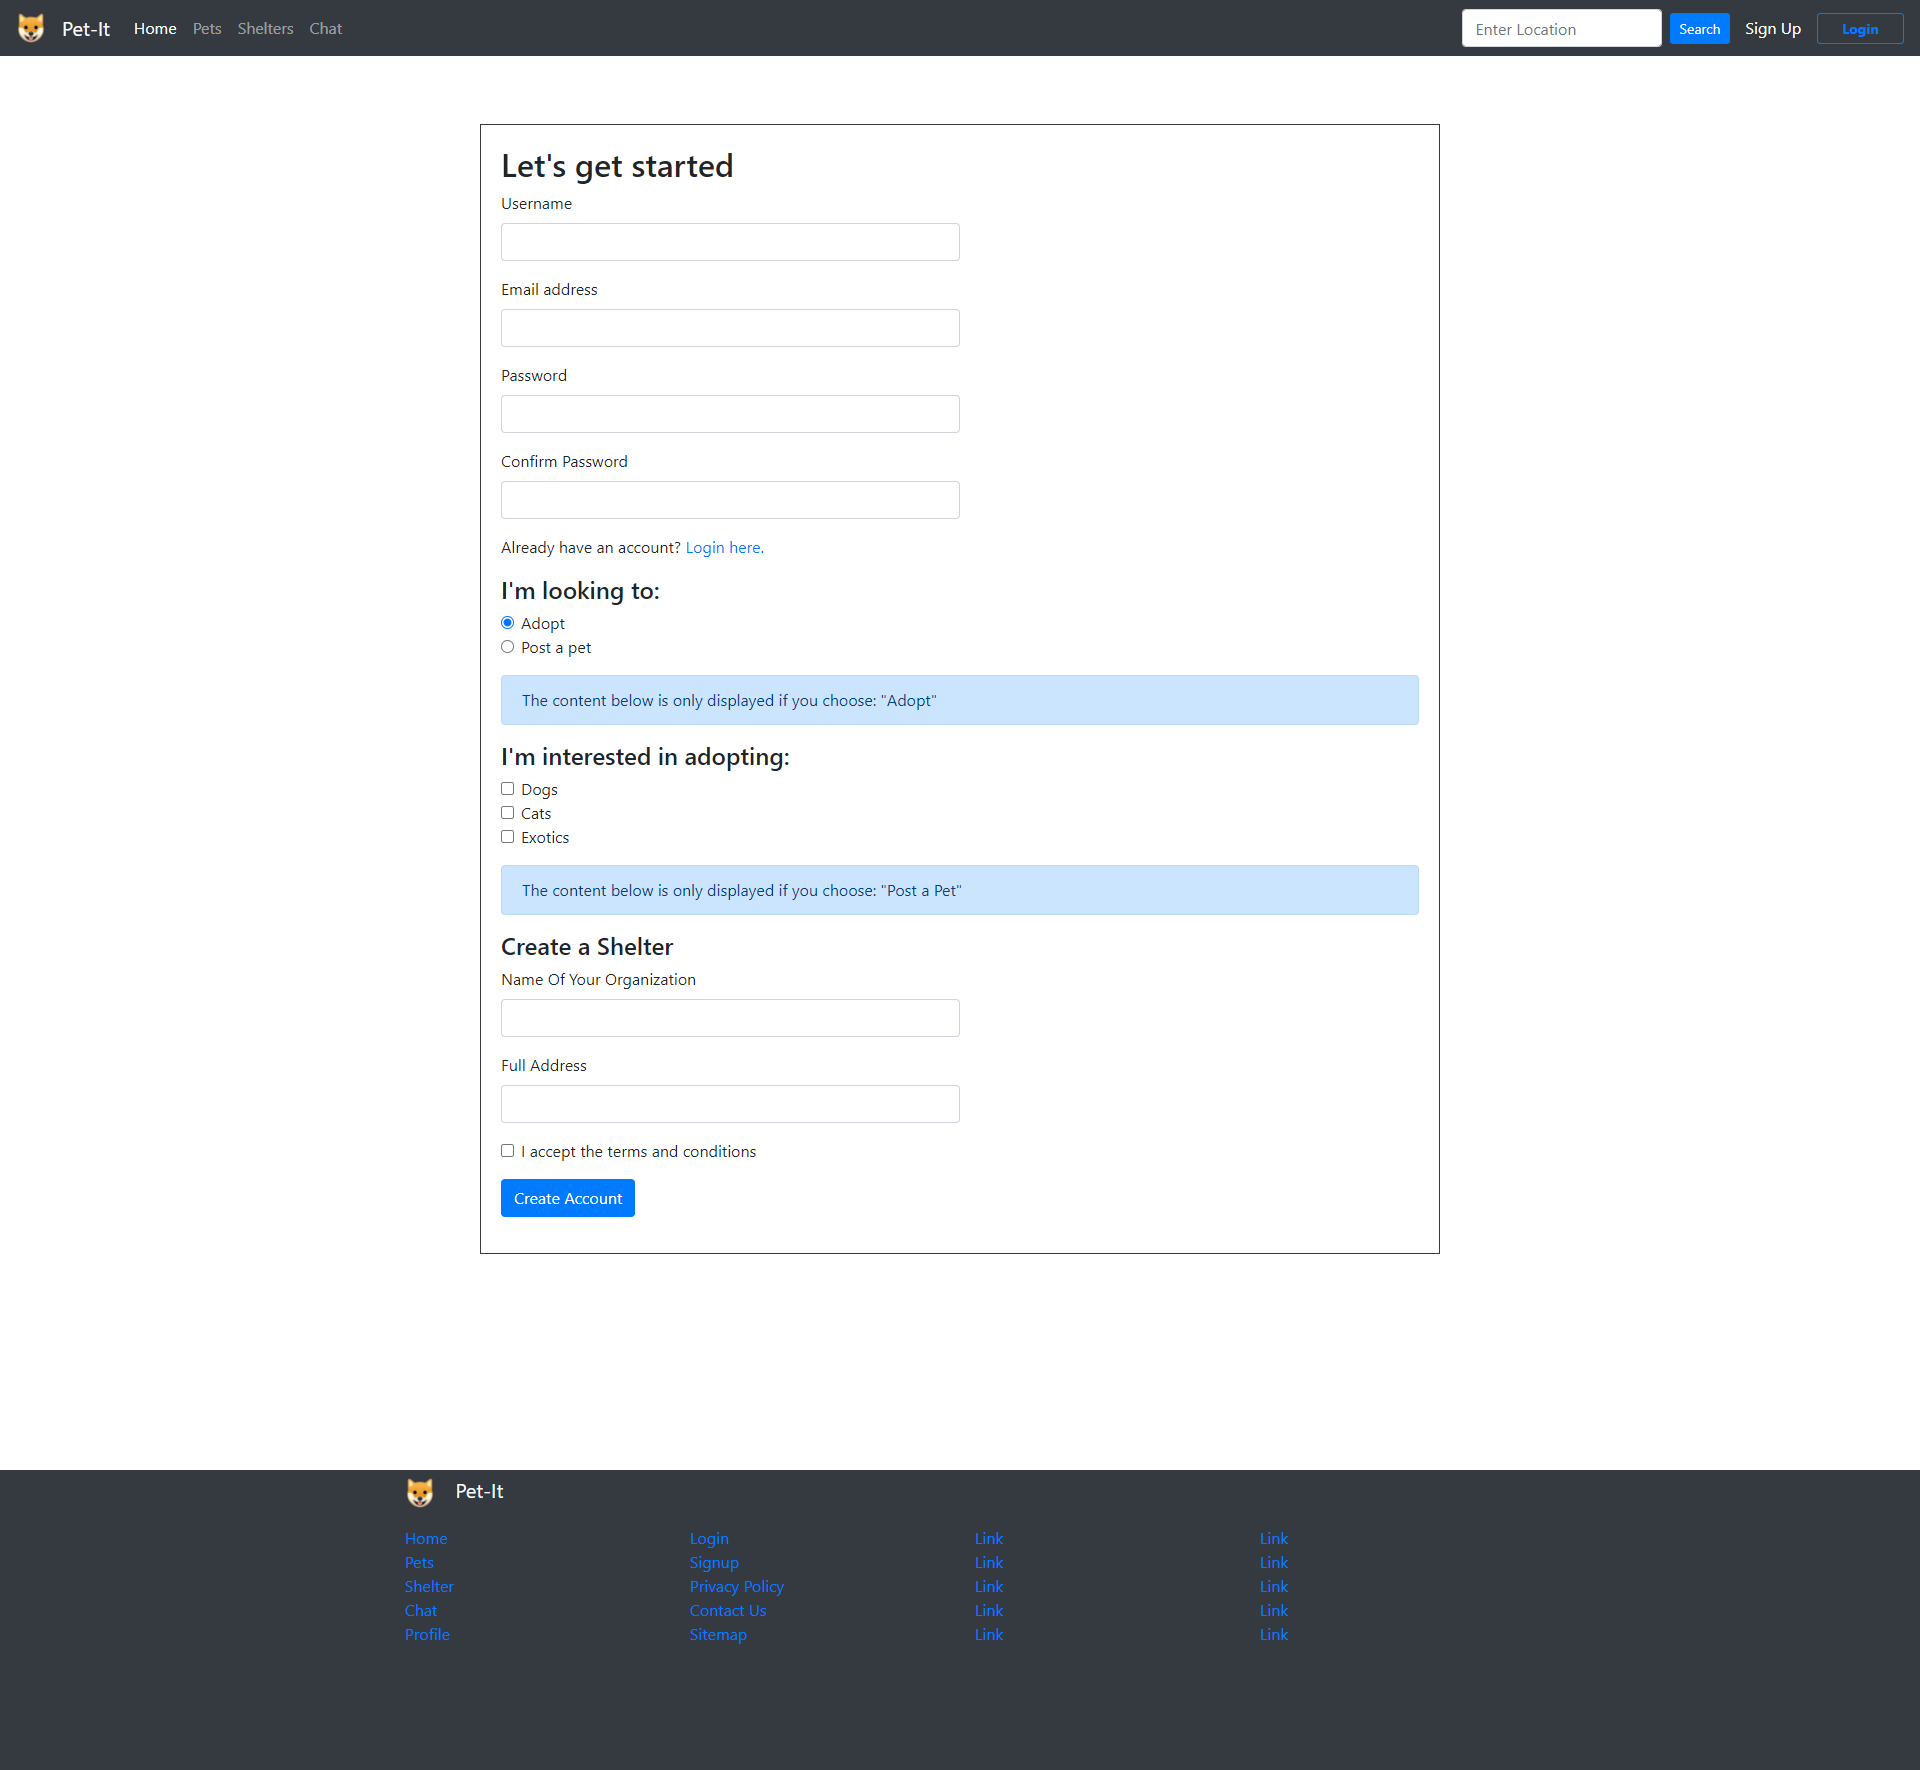 Pet-It Home Pets Shelters Chat Enter Location Search Sign Up Login
Let's get started
Username
Email address
Password
Confirm Password
Already have an account? Login here.
I'm looking to:
Adopt
Post a pet
The content below is only displayed if you choose: "Adopt"
I'm interested in adopting:
Dogs
Cats
Exotics
The content below is only displayed if you choose: "Post a Pet"
Create a Shelter
Name Of Your Organization
Full Address
I accept the terms and conditions
Create Account
Pet-It
Home Login Link Link
Pets Signup Link Link
Shelter Privacy Policy Link Link
Chat Contact Us Link Link
Profile Sitemap Link Link